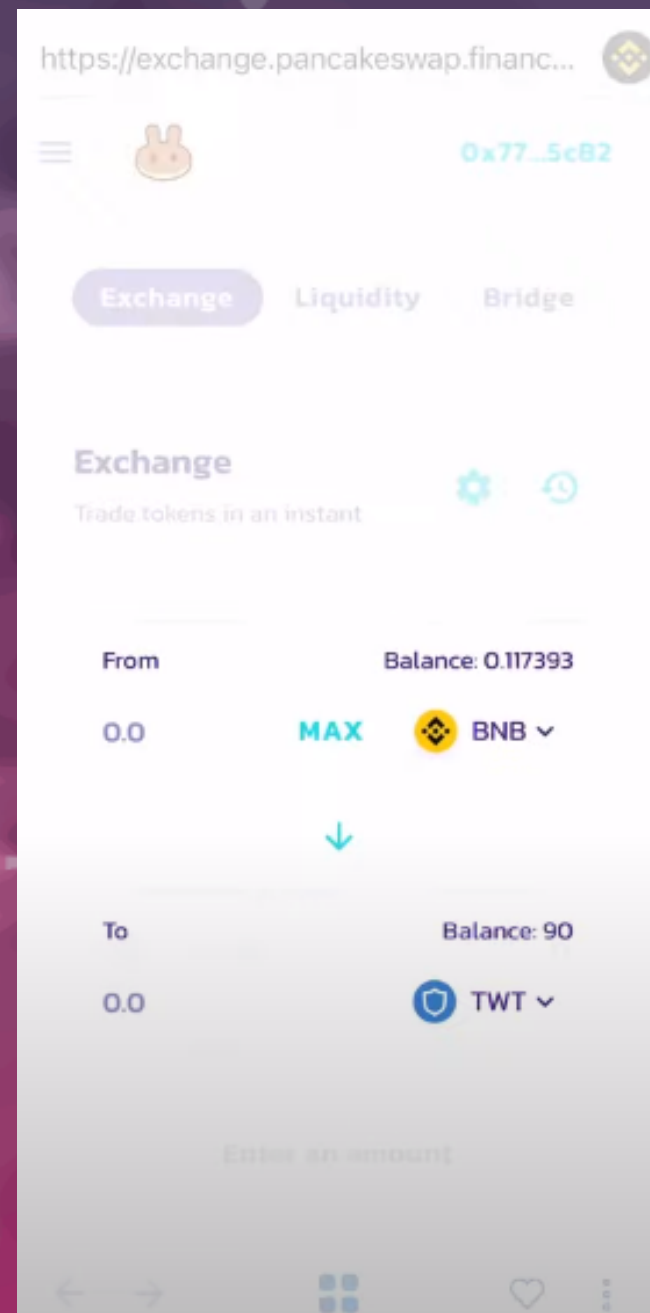 https://exchange.pancakeswap.financ...
0x77...5cB2
Exchange Liquidity Bridge
Exchange
Trade tokens in an instant
From Balance: 0.117393
0.0 MAX BNB
To Balance: 90
0.0 TWT
Enter an amount